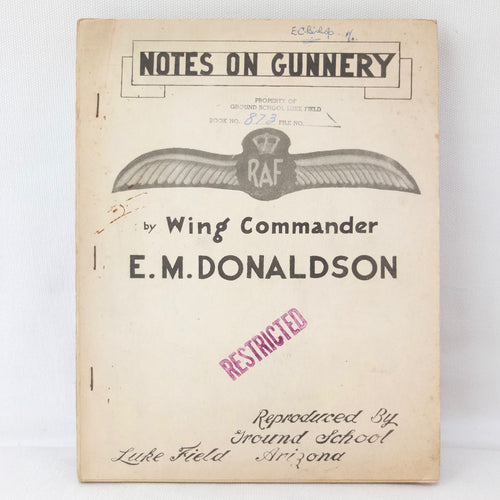 NOTES ON GUNNERY
PROPERTY OF
GROUND SCHOOL LUKE FIELD
BOOK NO. 873 FILE NO.
RAF
by Wing Commander
E.M. DONALDSON
RESTRICTED
Reproduced By
Ground School
Luke Field Arizona